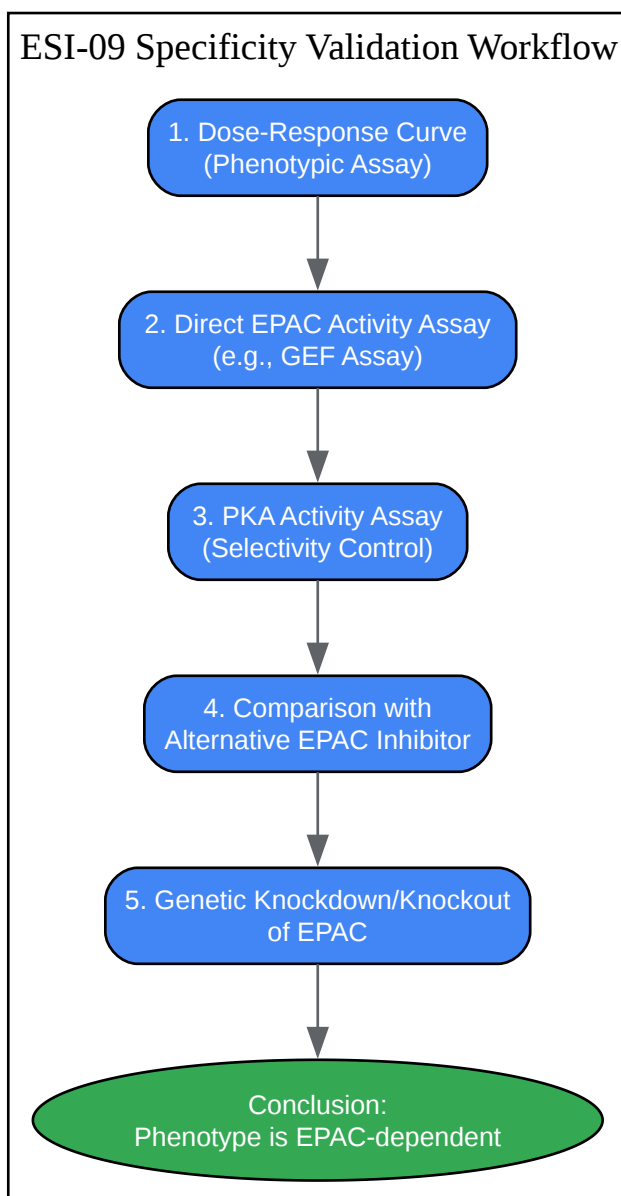 ESI-09 Specificity Validation Workflow
1. Dose-Response Curve
(Phenotypic Assay)
2. Direct EPAC Activity Assay
(e.g., GEF Assay)
3. PKA Activity Assay
(Selectivity Control)
4. Comparison with
Alternative EPAC Inhibitor
5. Genetic Knockdown/Knockout
of EPAC
Conclusion:
Phenotype is EPAC-dependent